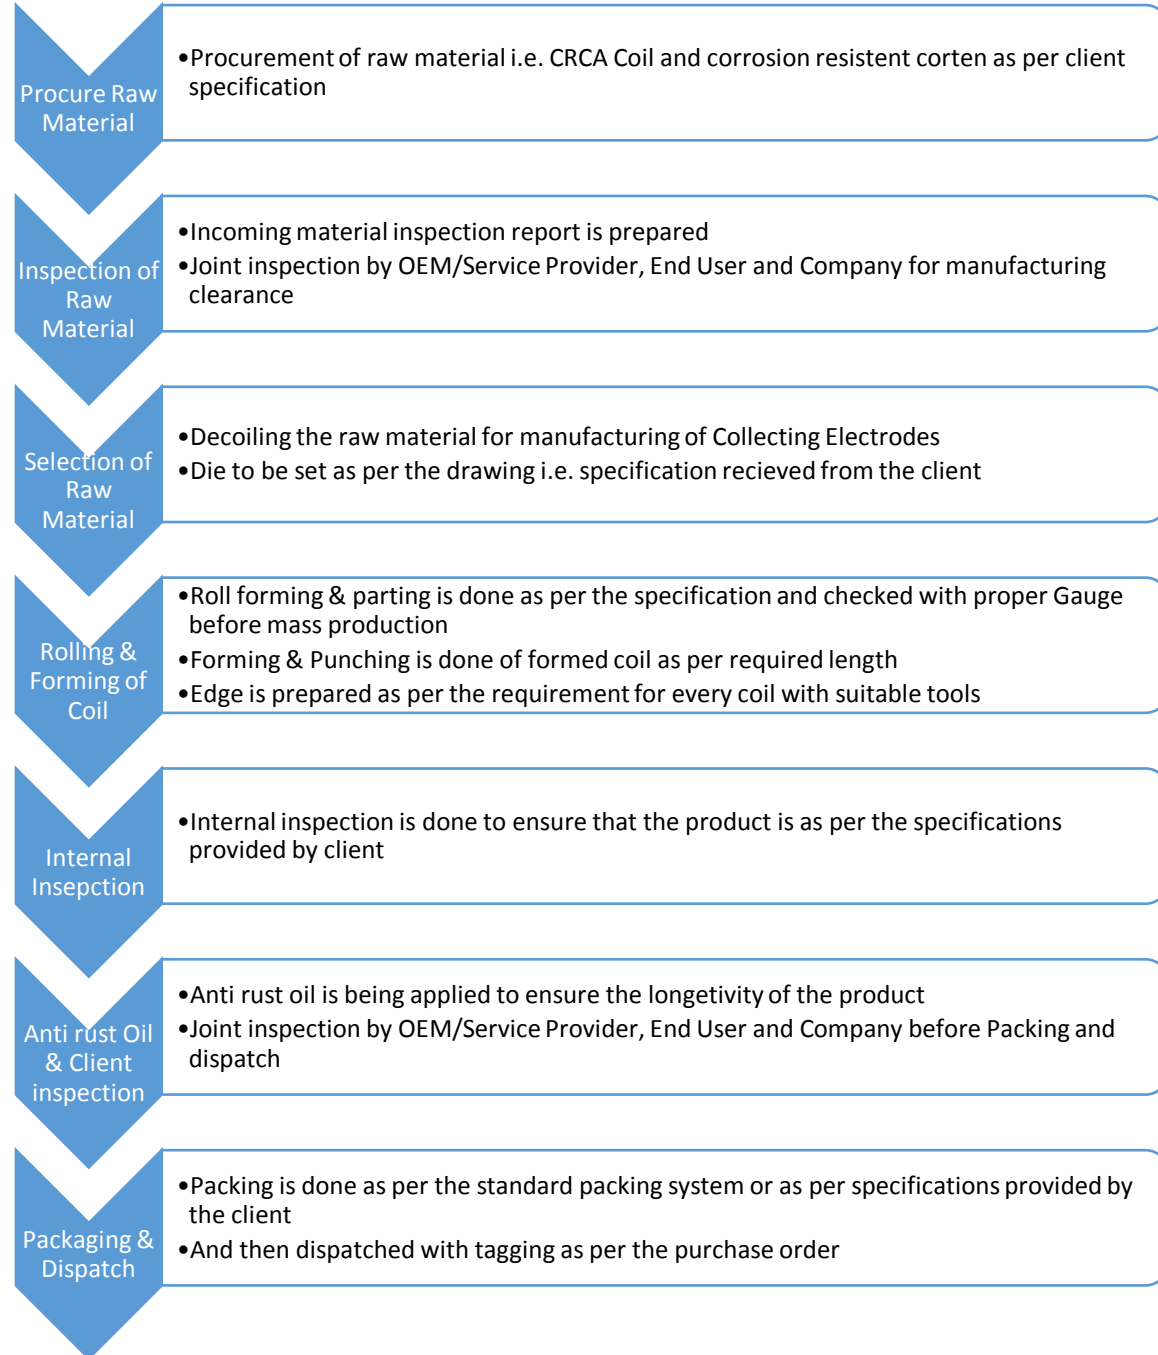 Procure Raw
Material
•Procurement of raw material i.e. CRCA Coil and corrosion resistent corten as per client
specification
Inspection of
Raw
Material
•Incoming material inspection report is prepared
•Joint inspection by OEM/Service Provider, End User and Company for manufacturing
clearance
Selection of
Raw
Material
•Decoiling the raw material for manufacturing of Collecting Electrodes
•Die to be set as per the drawing i.e. specification recieved from the client
Rolling &
Forming of
Coil
•Roll forming & parting is done as per the specification and checked with proper Gauge
before mass production
•Forming & Punching is done of formed coil as per required length
•Edge is prepared as per the requirement for every coil with suitable tools
Internal
Insepction
•Internal inspection is done to ensure that the product is as per the specifications
provided by client
Anti rust Oil
& Client
inspection
•Anti rust oil is being applied to ensure the longetivity of the product
•Joint inspection by OEM/Service Provider, End User and Company before Packing and
dispatch
Packaging &
Dispatch
•Packing is done as per the standard packing system or as per specifications provided by
the client
•And then dispatched with tagging as per the purchase order